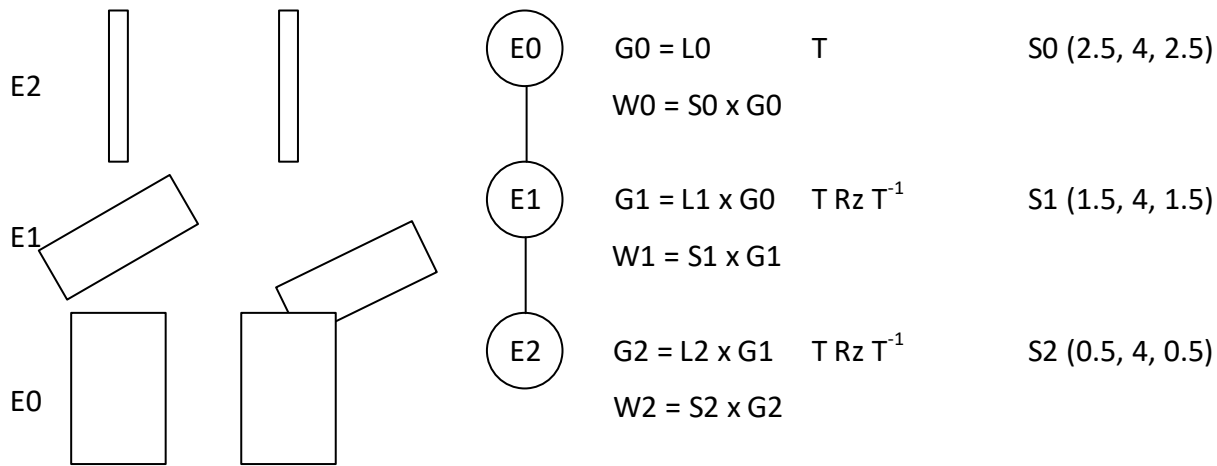 E2
E1
E0
E0 G0 = L0 T S0 (2.5, 4, 2.5)
W0 = S0 x G0
E1 G1 = L1 x G0 T Rz T⁻¹ S1 (1.5, 4, 1.5)
W1 = S1 x G1
E2 G2 = L2 x G1 T Rz T⁻¹ S2 (0.5, 4, 0.5)
W2 = S2 x G2